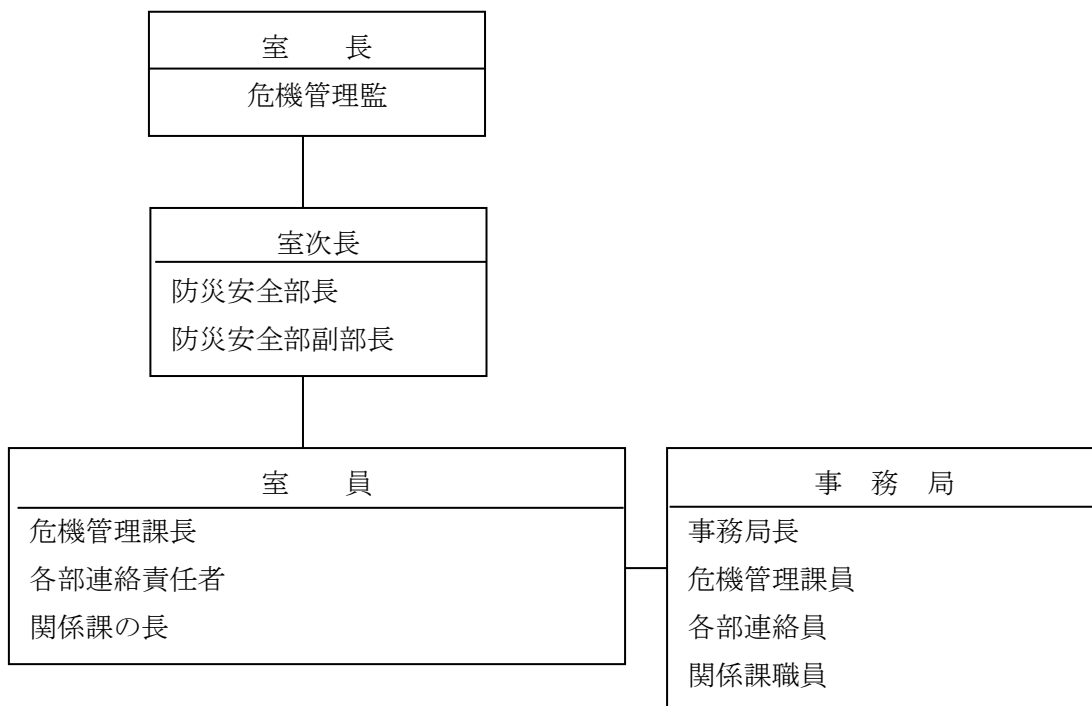 室　　長
危機管理監
室次長
防災安全部長
防災安全部副部長
室　　員
危機管理課長
各部連絡責任者
関係課の長
事　務　局
事務局長
危機管理課員
各部連絡員
関係課職員